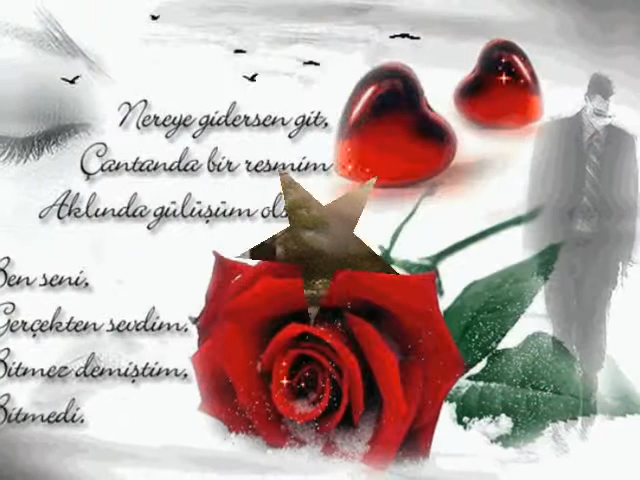 Nereye gidersen git,
Çantanda bir resmim
Aklında gülüşüm
Ben seni,
Gerçekten sevdim,
Bitmez demiştim,
Bitmedi.